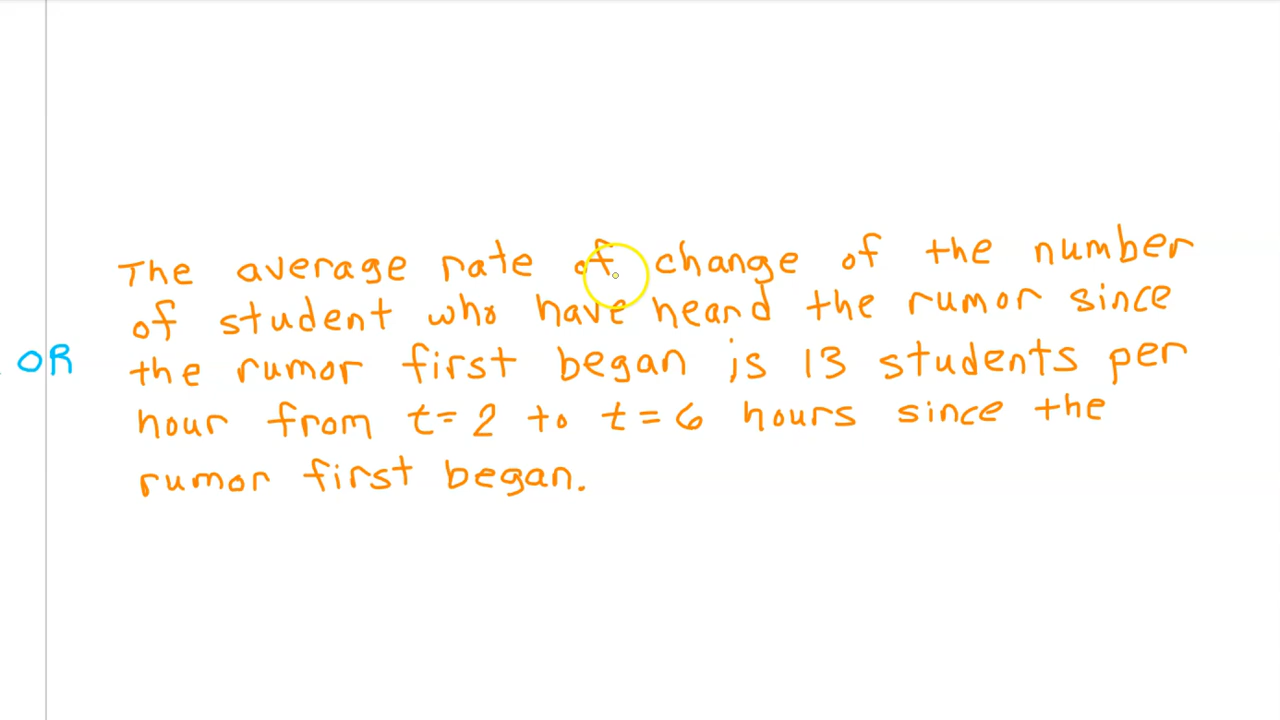 The average rate of change of the number
of student who have heard the rumor since
OR the rumor first began is 13 students per
hour from t=2 to t=6 hours since the
rumor first began.